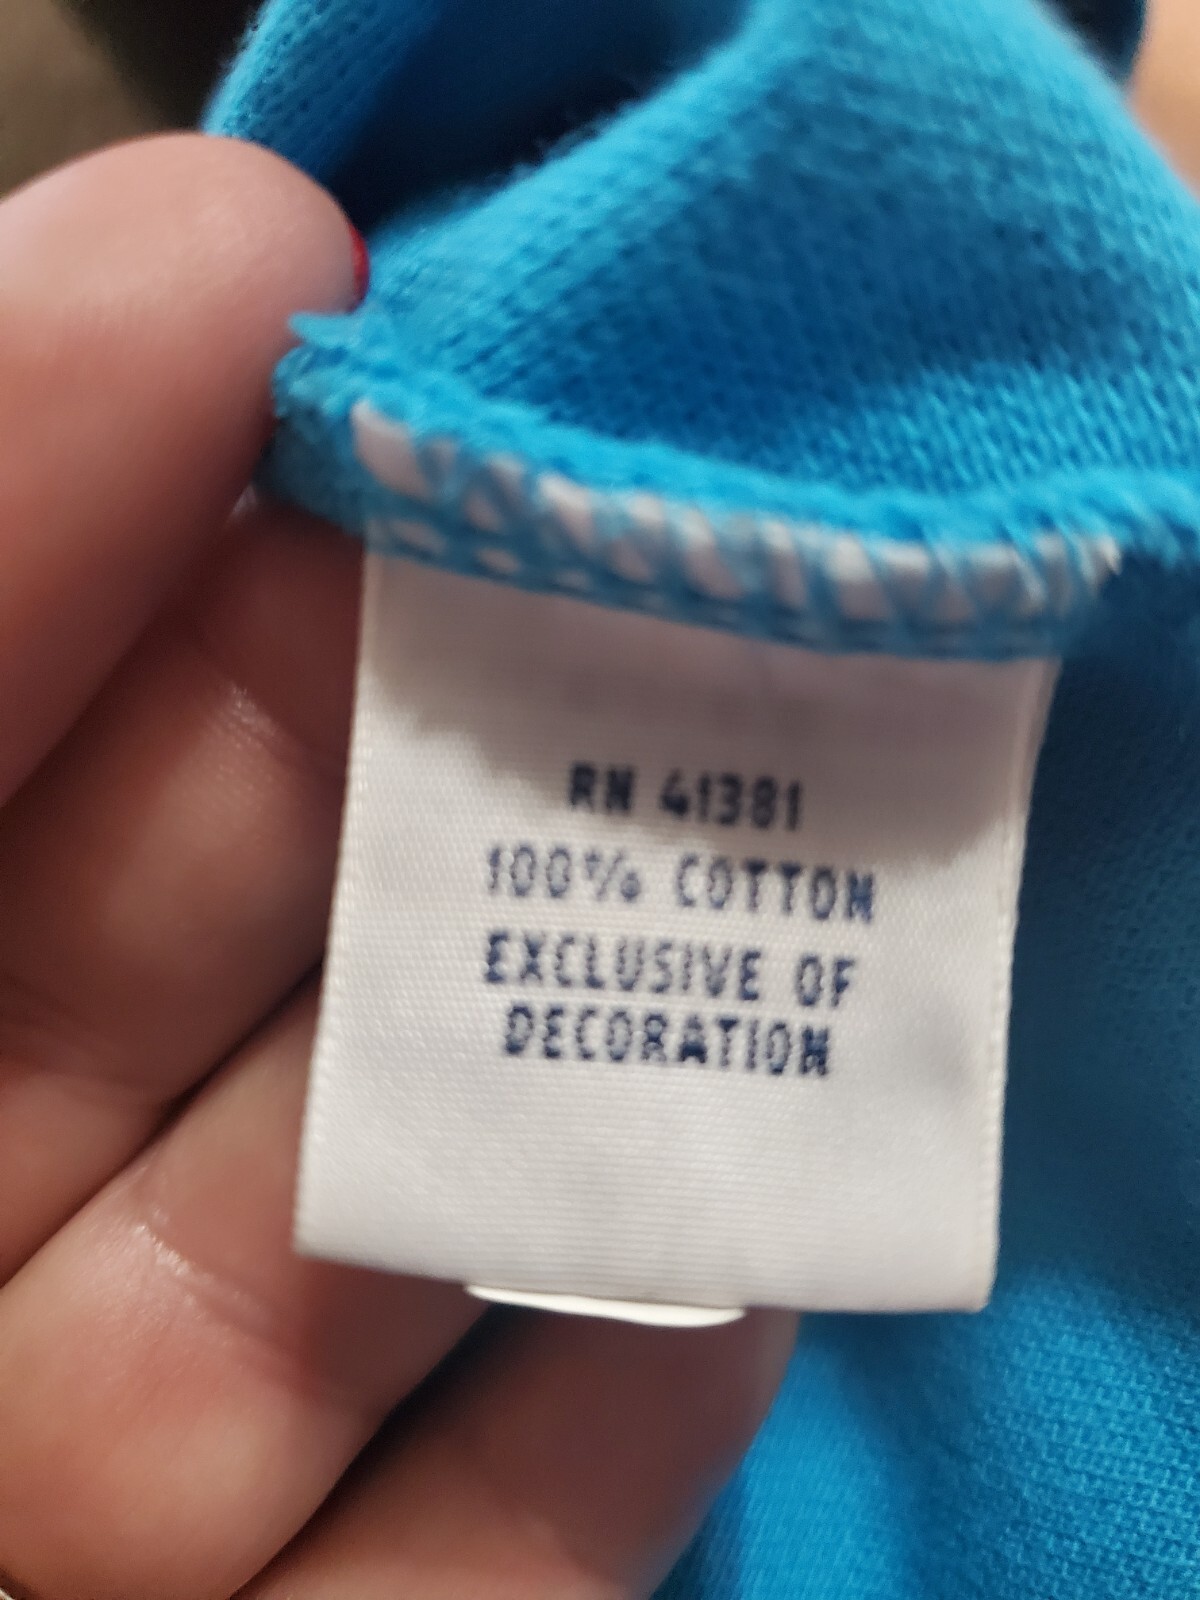 RN 41381
100% COTTON
EXCLUSIVE OF
DECORATION